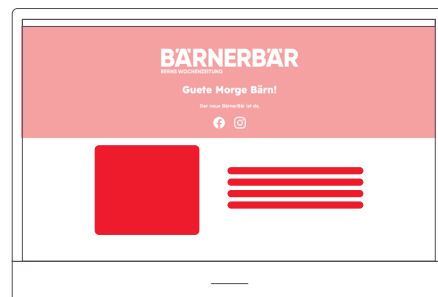 BÄRNERBÄR
BERNS WOCHENZEITUNG
Guete Morge Bärn!
Der neue BärnerBär ist da.